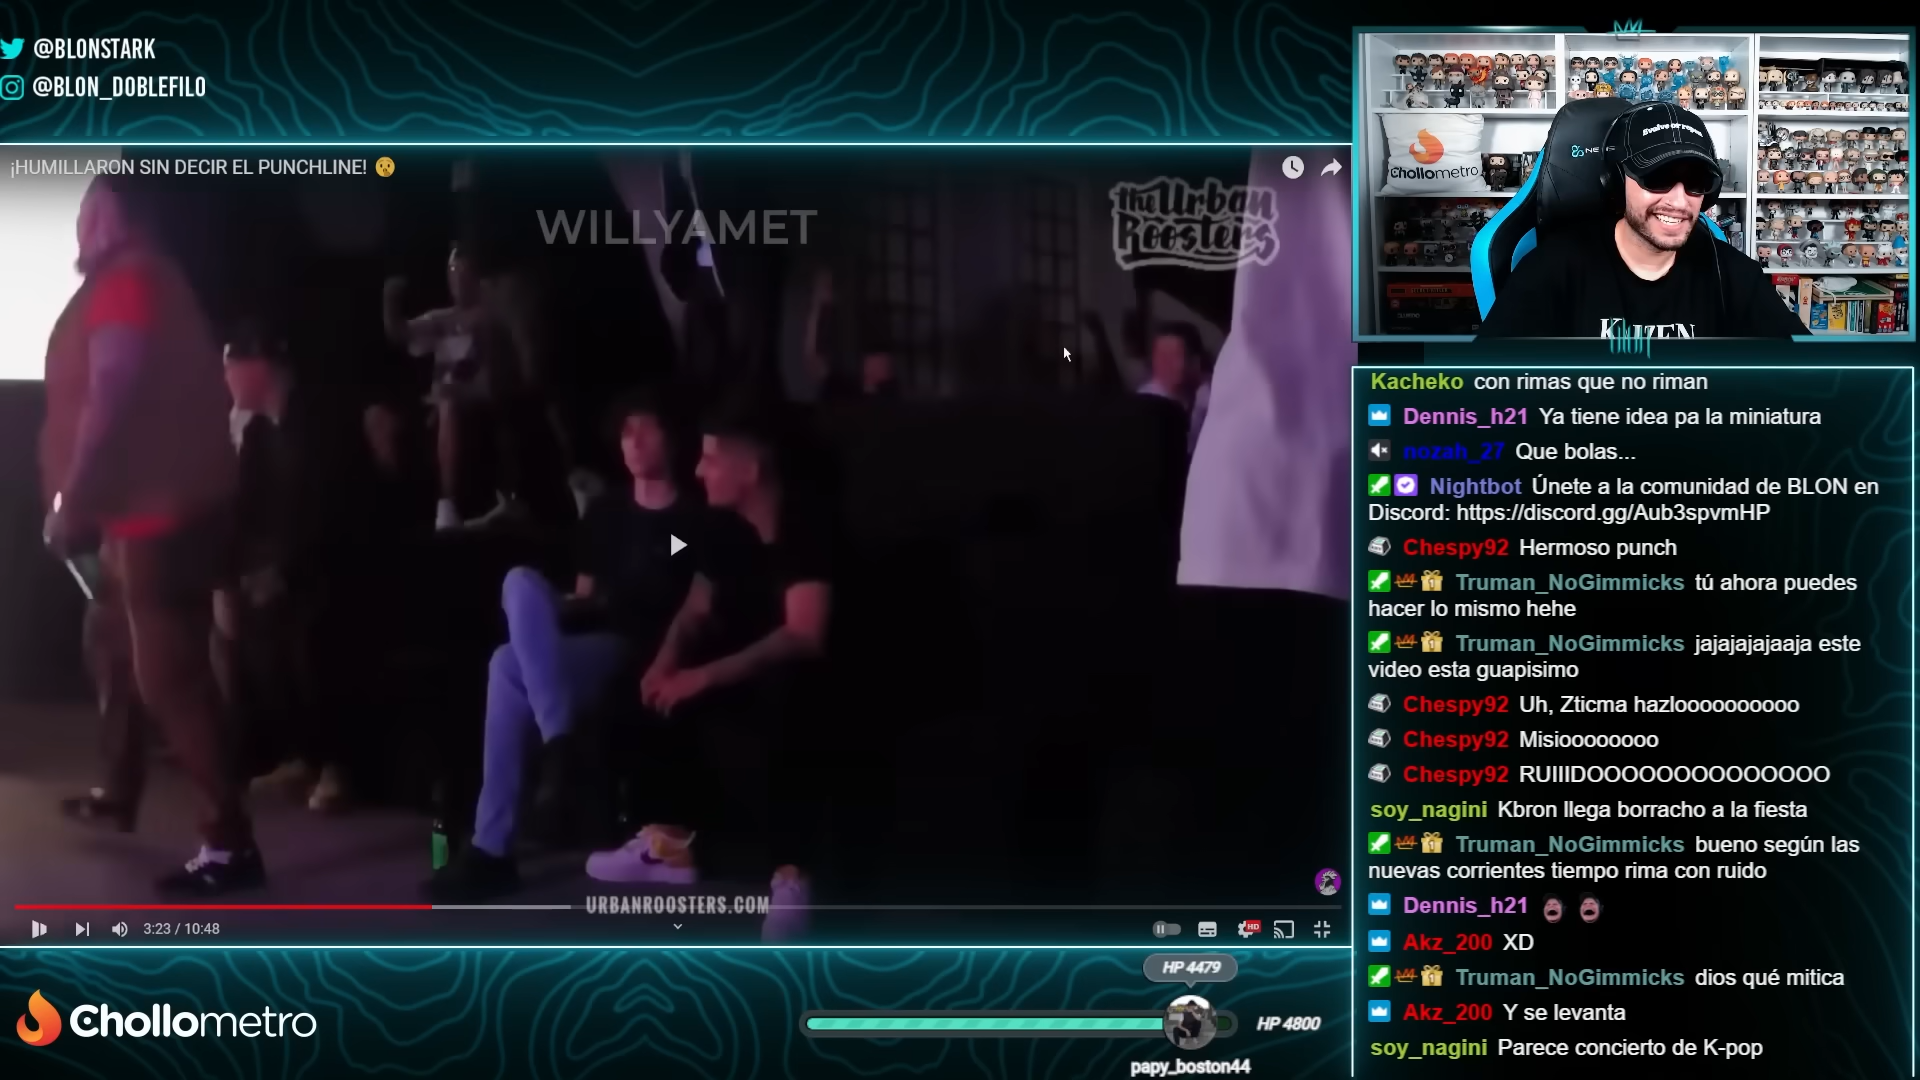 @BLONSTARK
@BLON_DOBLEFILO
¡HUMILLARON SIN DECIR EL PUNCHLINE! 🤫
WILLYAMET
the Urban
Roosters
URBANROOSTERS.COM
3:23 / 10:48
HD
Chollometro
HP 4479
HP 4800
papy_boston44
Evolve or repeat
Chollometro
Kacheko con rimas que no riman
Dennis_h21 Ya tiene idea pa la miniatura
nozah_27 Que bolas...
Nightbot Únete a la comunidad de BLON en
Discord: https://discord.gg/Aub3spvmHP
Chespy92 Hermoso punch
Truman_NoGimmicks tú ahora puedes
hacer lo mismo hehe
Truman_NoGimmicks jajajajajaaja este
video esta guapisimo
Chespy92 Uh, Zticma hazloooooooooo
Chespy92 Misioooooooo
Chespy92 RUIIIDOOOOOOOOOOOOOO
soy_nagini Kbron llega borracho a la fiesta
Truman_NoGimmicks bueno según las
nuevas corrientes tiempo rima con ruido
Dennis_h21
Akz_200 XD
Truman_NoGimmicks dios qué mitica
Akz_200 Y se levanta
soy_nagini Parece concierto de K-pop